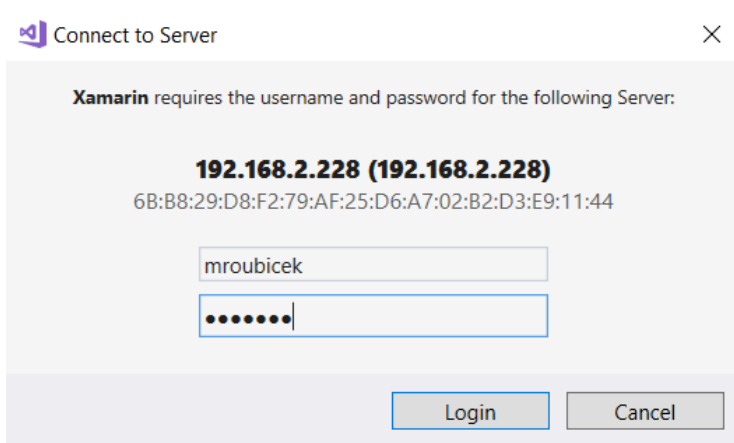 Connect to Server
Xamarin requires the username and password for the following Server:
192.168.2.228 (192.168.2.228)
6B:B8:29:D8:F2:79:AF:25:D6:A7:02:B2:D3:E9:11:44
mroubicek
●●●●●●●
Login Cancel